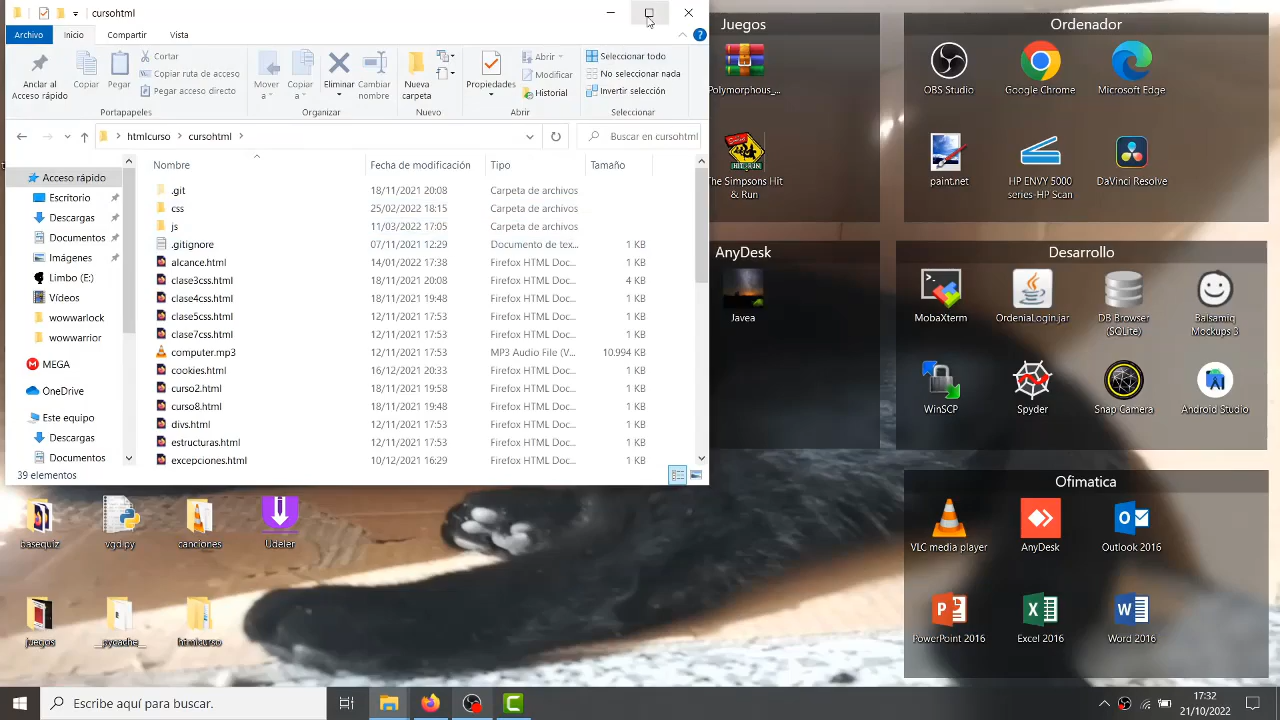 cursohtml
Archivo Inicio Compartir Vista
Anclar al Acceso rápido
Copiar
Pegar
Cortar
Copiar ruta de acceso
Pegar acceso directo
Portapapeles
Mover a
Copiar a
Eliminar
Cambiar nombre
Organizar
Nueva carpeta
Nuevo
Propiedades
Abrir
Modificar
Historial
Abrir
Seleccionar todo
No seleccionar nada
Invertir selección
Seleccionar
htmlcurso cursohtml
Buscar en cursohtml
Nombre Fecha de modificación Tipo Tamaño
.git 18/11/2021 20:08 Carpeta de archivos
css 25/02/2022 18:15 Carpeta de archivos
js 11/03/2022 17:05 Carpeta de archivos
.gitignore 07/11/2021 12:29 Documento de tex... 1 KB
alcance.html 14/01/2022 17:38 Firefox HTML Doc... 1 KB
clase3css.html 18/11/2021 20:08 Firefox HTML Doc... 4 KB
clase4css.html 18/11/2021 19:48 Firefox HTML Doc... 1 KB
clase5css.html 12/11/2021 17:53 Firefox HTML Doc... 1 KB
clase7css.html 12/11/2021 17:53 Firefox HTML Doc... 1 KB
computer.mp3 12/11/2021 17:53 MP3 Audio File (V... 10.994 KB
cookies.html 16/12/2021 20:33 Firefox HTML Doc... 1 KB
curso2.html 18/11/2021 19:58 Firefox HTML Doc... 1 KB
curso8.html 18/11/2021 19:48 Firefox HTML Doc... 1 KB
divs.html 12/11/2021 17:53 Firefox HTML Doc... 1 KB
estructuras.html 12/11/2021 17:53 Firefox HTML Doc... 1 KB
excepciones.html 10/12/2021 16:29 Firefox HTML Doc... 1 KB
Acceso rápido
Escritorio
Descargas
Documentos
Imágenes
Limbo (E:)
Vídeos
wowwarlock
wowwarrior
MEGA
OneDrive
Este equipo
Descargas
Documentos
39 elementos
Juegos
Polymorphous_...
The Simpsons Hit & Run
AnyDesk
Javea
Ordenador
OBS Studio
Google Chrome
Microsoft Edge
paint.net
HP ENVY 5000 series-HP Scan
DaVinci Resolve
Desarrollo
MobaXterm
OrdeniaLogin.jar
DB Browser (SQLite)
Balsamiq Mockups 3
WinSCP
Spyder
Snap Camera
Android Studio
Ofimatica
VLC media player
AnyDesk
Outlook 2016
PowerPoint 2016
Excel 2016
Word 2016
basequiz
vgd.py
canciones
Udeler
juegos
__pycache__
htmlcurso
Escribe aquí para buscar.
17:32
21/10/2022